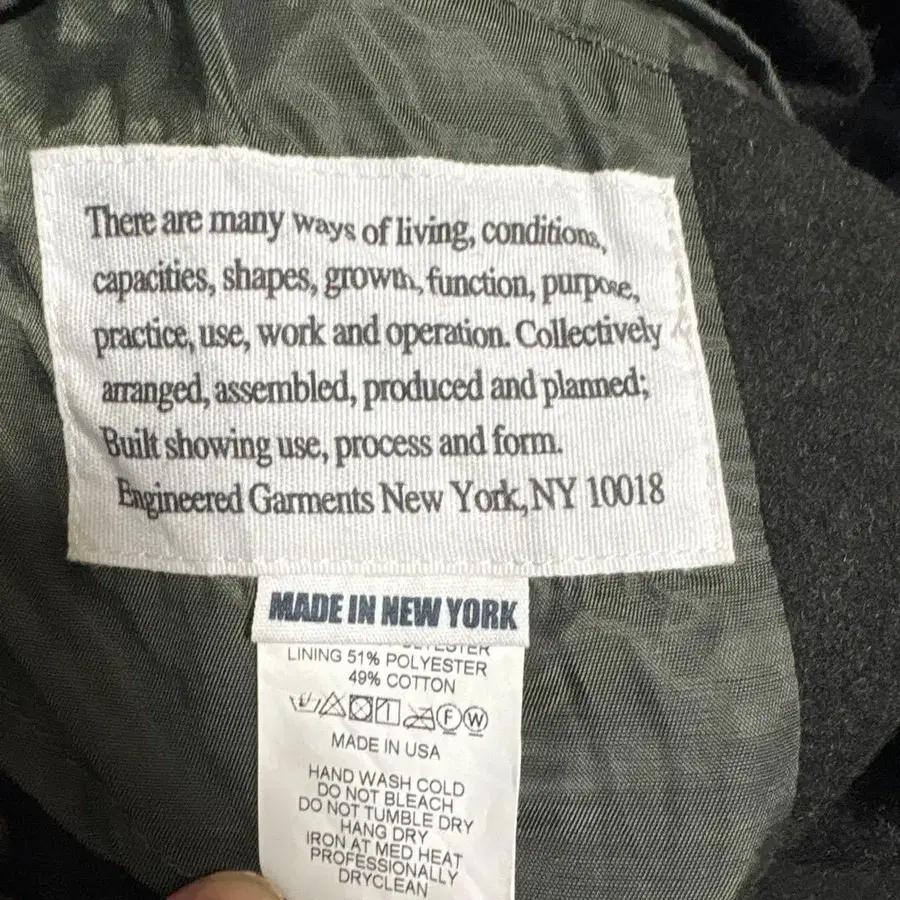 There are many ways of living, conditions,
capacities, shapes, growth, function, purpose,
practice, use, work and operation. Collectively
arranged, assembled, produced and planned;
Built showing use, process and form.
Engineered Garments New York, NY 10018
MADE IN NEW YORK
LINING 51% POLYESTER
49% COTTON
F W
MADE IN USA
HAND WASH COLD
DO NOT BLEACH
DO NOT TUMBLE DRY
HANG DRY
IRON AT MED HEAT
PROFESSIONALLY
DRYCLEAN